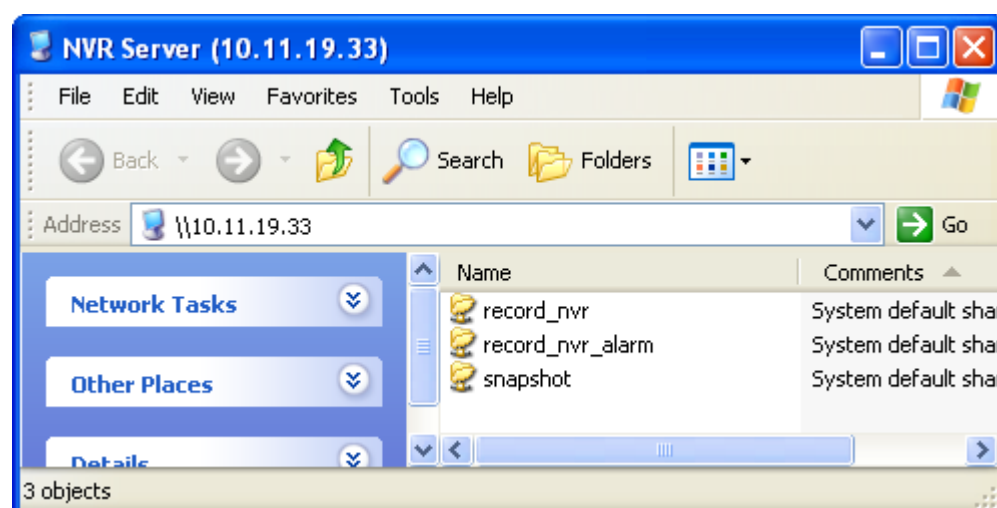 NVR Server (10.11.19.33)
File Edit View Favorites Tools Help
Back Search Folders
Address \\10.11.19.33 Go
Name Comments
Network Tasks
record_nvr System default sha
record_nvr_alarm System default sha
Other Places
snapshot System default sha
Details
3 objects